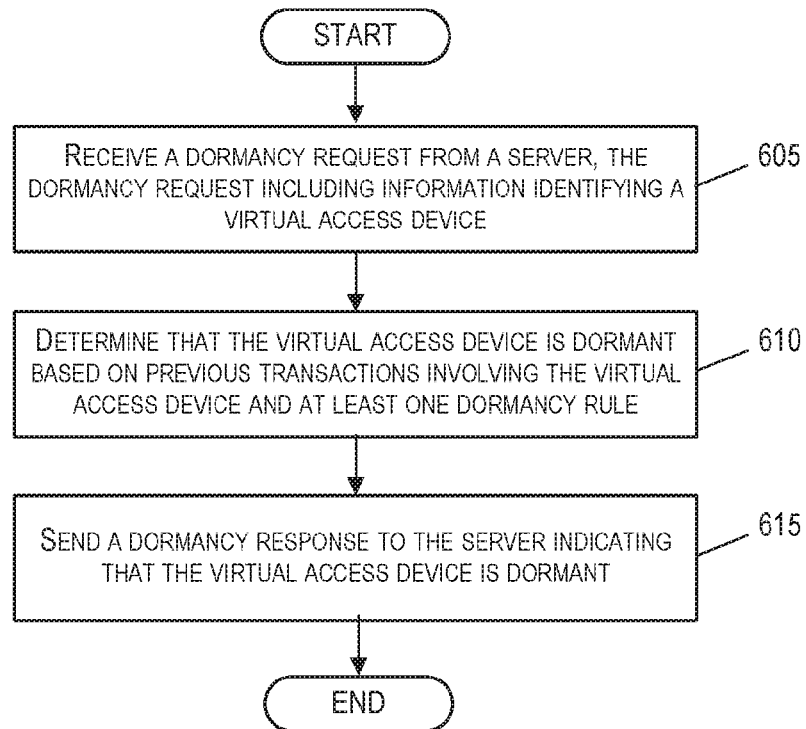 START
RECEIVE A DORMANCY REQUEST FROM A SERVER, THE
DORMANCY REQUEST INCLUDING INFORMATION IDENTIFYING A
VIRTUAL ACCESS DEVICE
605
DETERMINE THAT THE VIRTUAL ACCESS DEVICE IS DORMANT
BASED ON PREVIOUS TRANSACTIONS INVOLVING THE VIRTUAL
ACCESS DEVICE AND AT LEAST ONE DORMANCY RULE
610
SEND A DORMANCY RESPONSE TO THE SERVER INDICATING
THAT THE VIRTUAL ACCESS DEVICE IS DORMANT
615
END